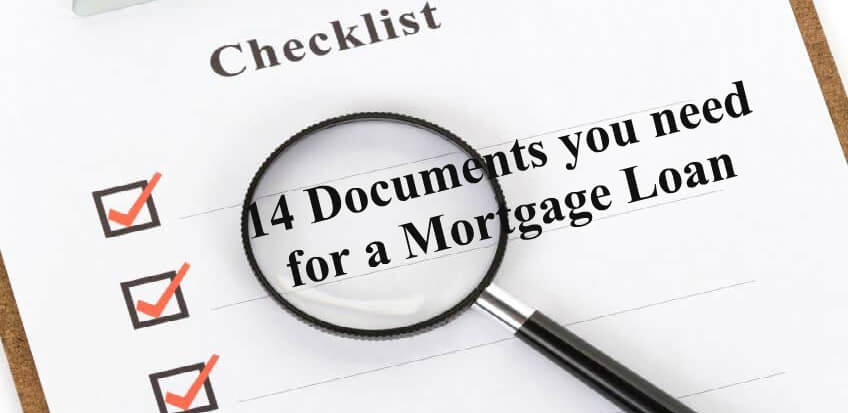 Checklist
14 Documents you need
for a Mortgage Loan